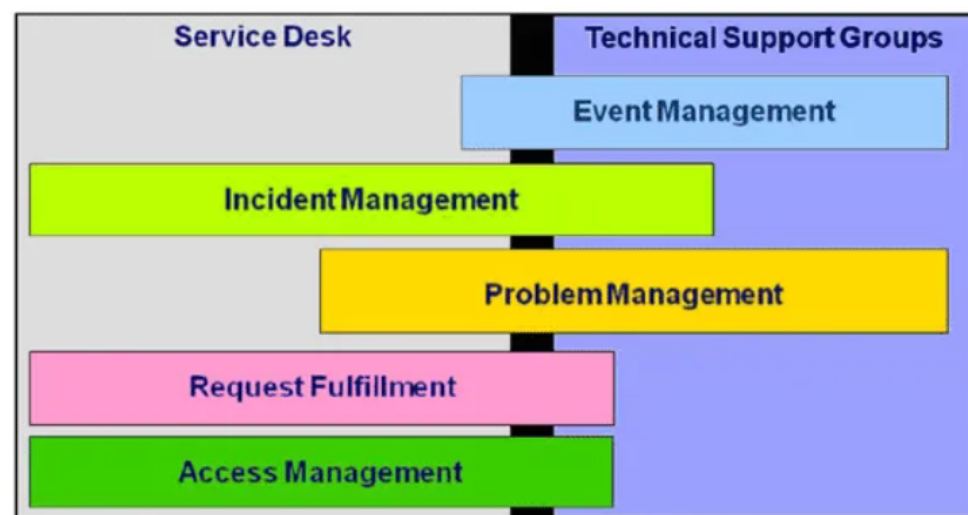 Service Desk
Technical Support Groups
Event Management
Incident Management
Problem Management
Request Fulfillment
Access Management